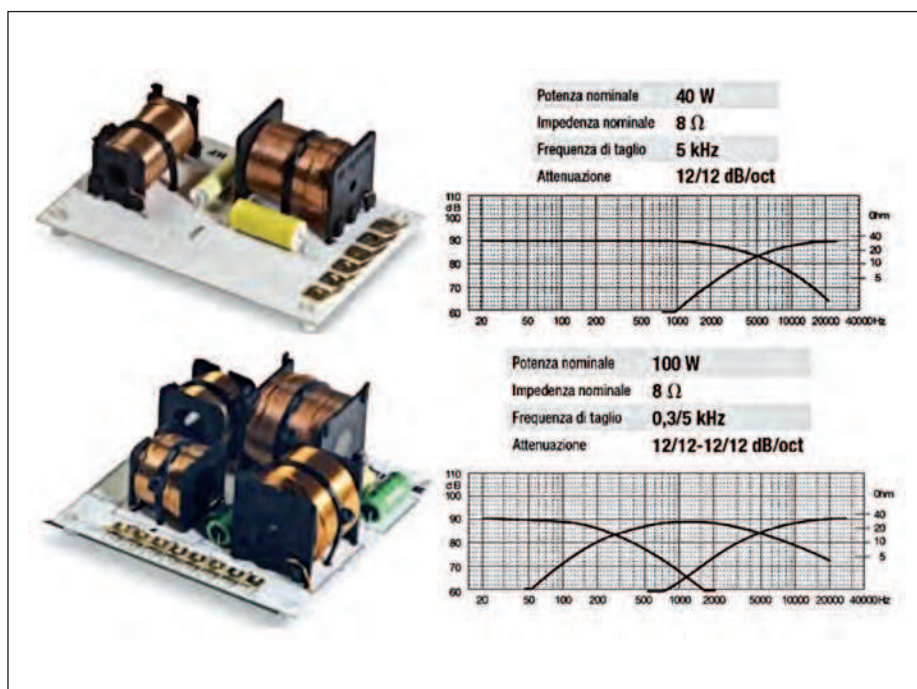 Potenza nominale 40 W
Impedenza nominale 8 Ω
Frequenza di taglio 5 kHz
Attenuazione 12/12 dB/oct
110
dB
100
90
80
70
60
Ohm
40
20
10
5
20 50 100 200 500 1000 2000 5000 10000 20000 40000Hz
Potenza nominale 100 W
Impedenza nominale 8 Ω
Frequenza di taglio 0,3/5 kHz
Attenuazione 12/12-12/12 dB/oct
110
dB
100
90
80
70
60
Ohm
40
20
10
5
20 50 100 200 500 1000 2000 5000 10000 20000Hz 40000Hz